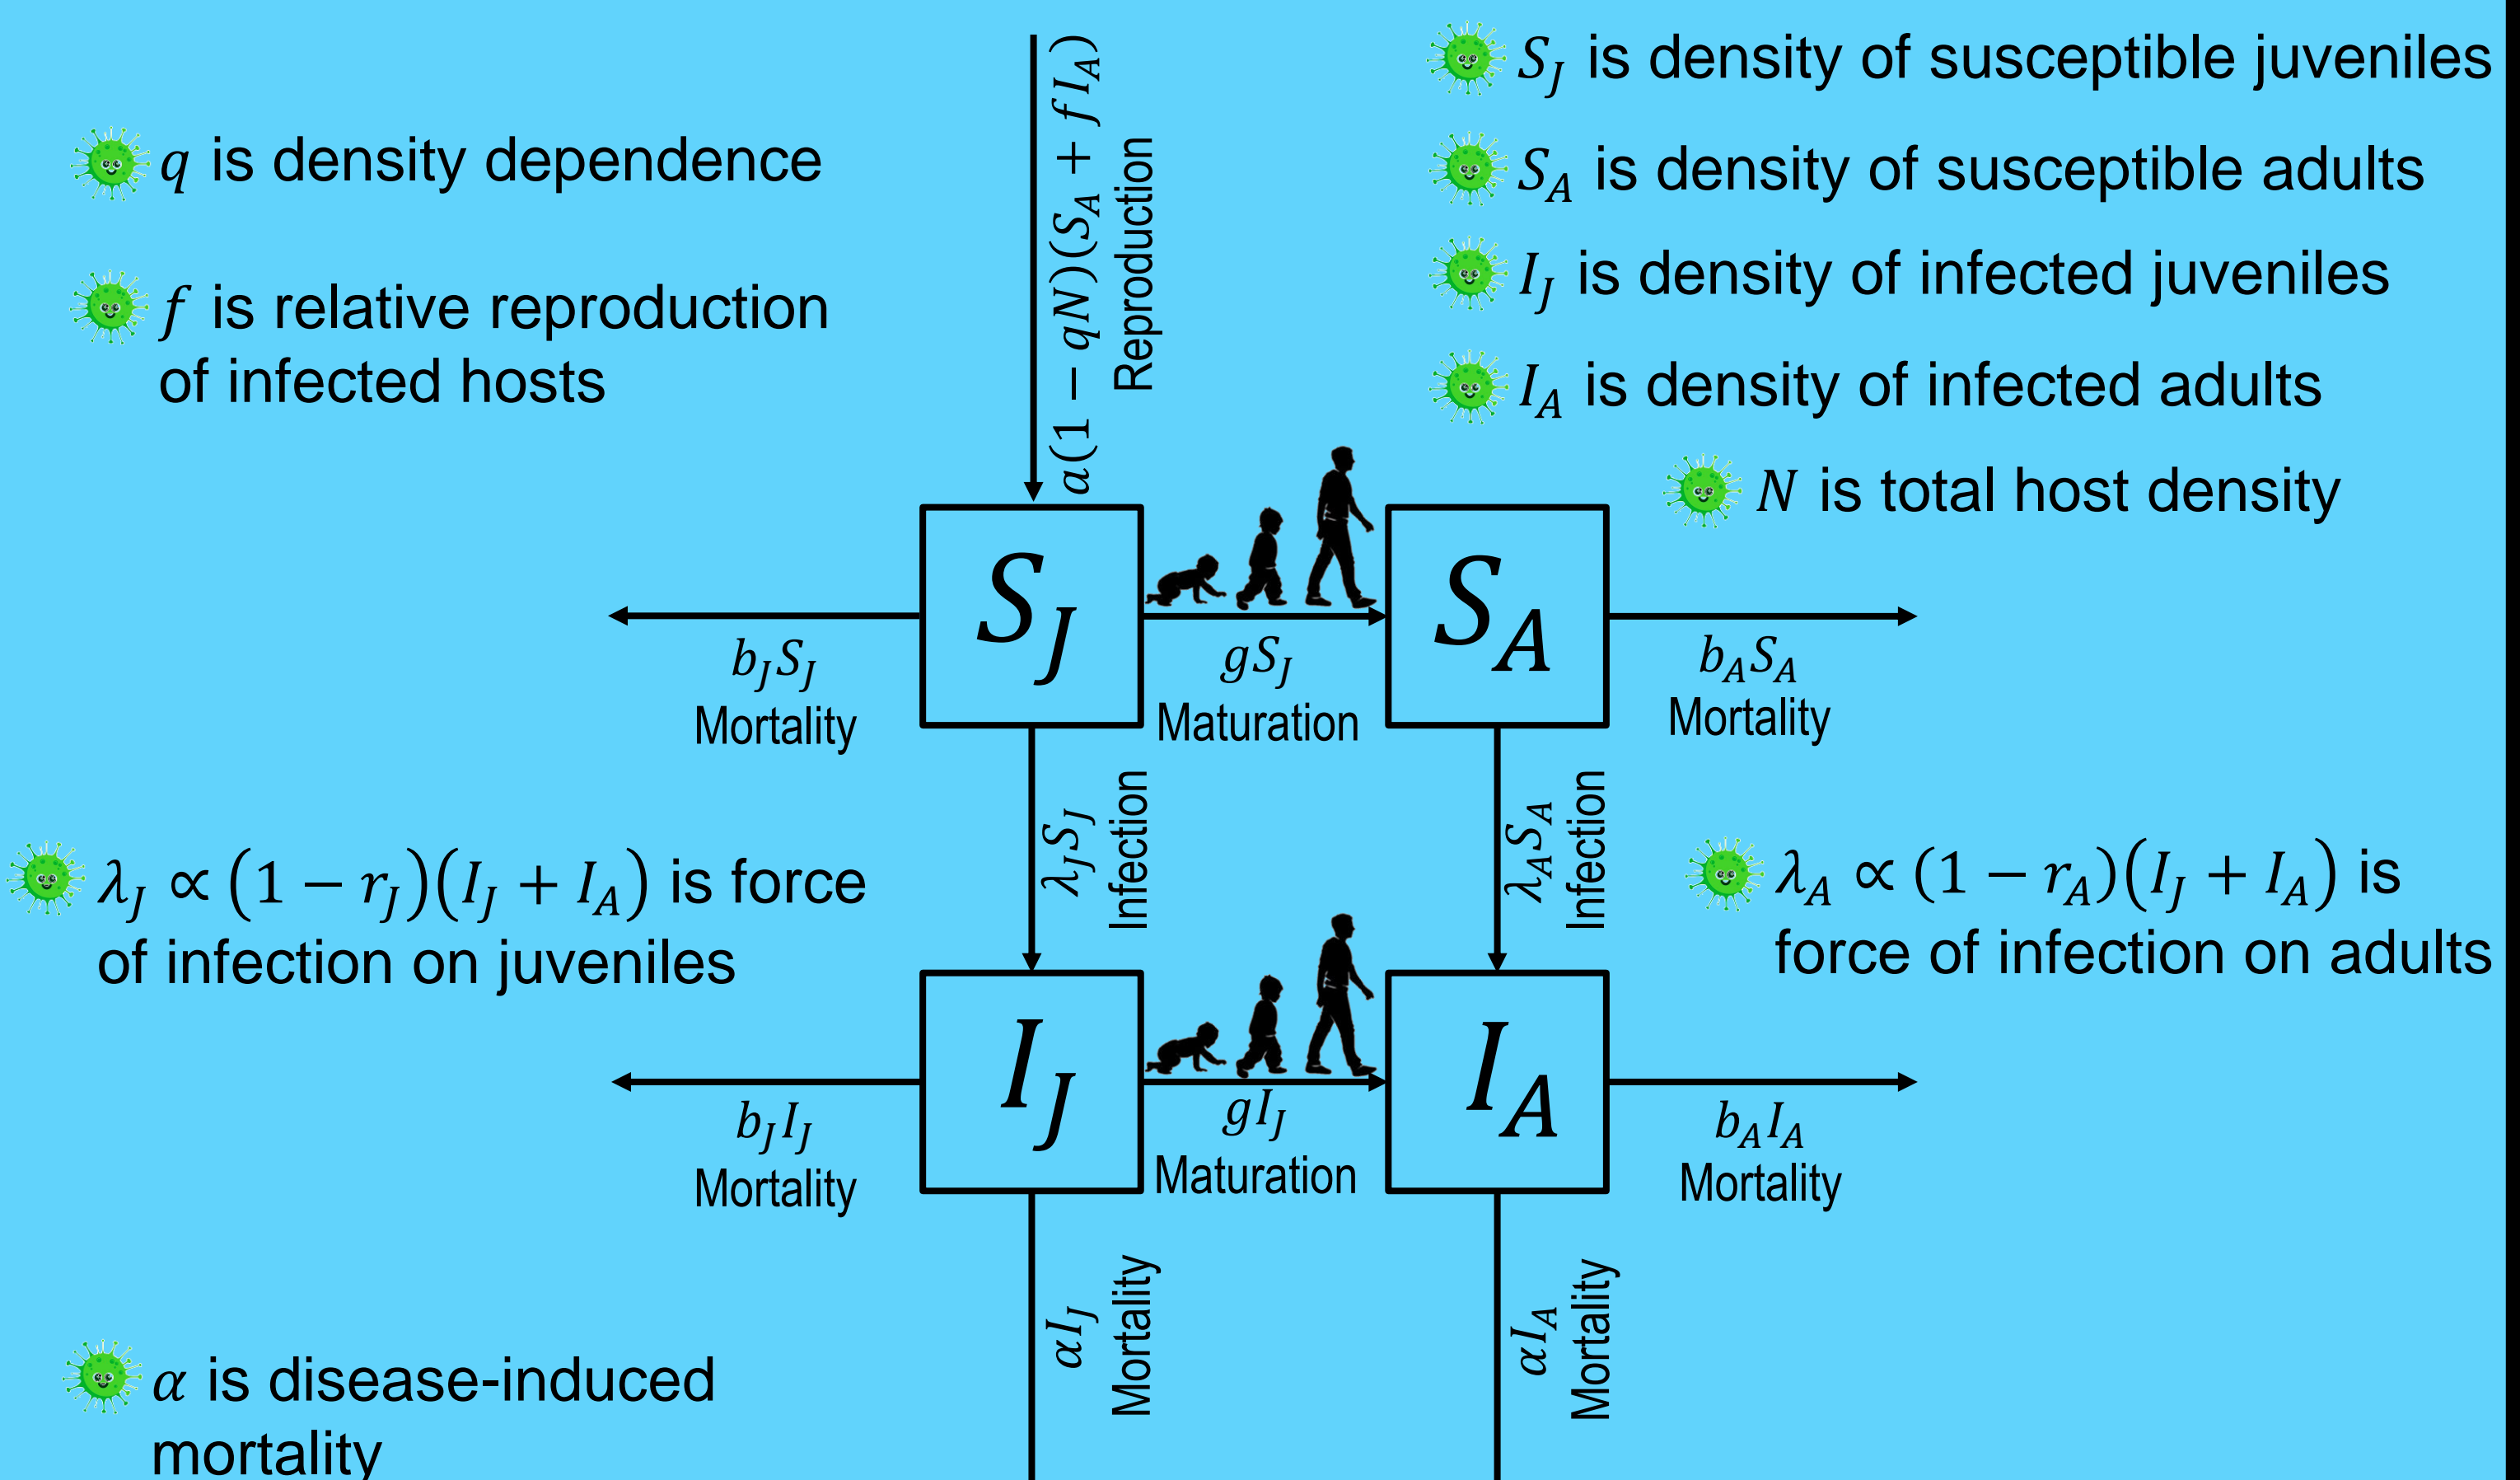 q is density dependence
f is relative reproduction
of infected hosts
S_J is density of susceptible juveniles
S_A is density of susceptible adults
I_J is density of infected juveniles
I_A is density of infected adults
N is total host density
a(1 − qN)(S_A + fI_A)
Reproduction
S_J
S_A
b_J S_J
Mortality
gS_J
Maturation
b_A S_A
Mortality
λ_J S_J
Infection
λ_A S_A
Infection
λ_J ∝ (1 − r_J)(I_J + I_A) is force
of infection on juveniles
λ_A ∝ (1 − r_A)(I_J + I_A) is
force of infection on adults
I_J
I_A
b_J I_J
Mortality
gI_J
Maturation
b_A I_A
Mortality
αI_J
Mortality
αI_A
Mortality
α is disease-induced
mortality